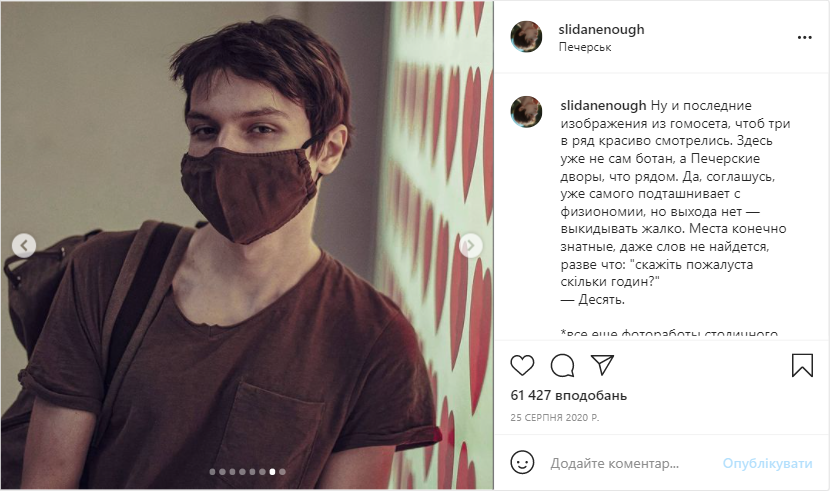 slidanenough
Печерськ
slidanenough Ну и последние
изображения из гомосета, чтоб три
в ряд красиво смотрелись. Здесь
уже не сам ботан, а Печерские
дворы, что рядом. Да, соглашусь,
уже самого подташнивает с
физиономии, но выхода нет —
выкидывать жалко. Места конечно
знатные, даже слов не найдется,
разве что: "скажіть пожалуста
скільки годин?"
— Десять.
*все еще фотоработы столичного
61 427 вподобань
25 СЕРПНЯ 2020 Р.
Додайте коментар...
Опублікувати